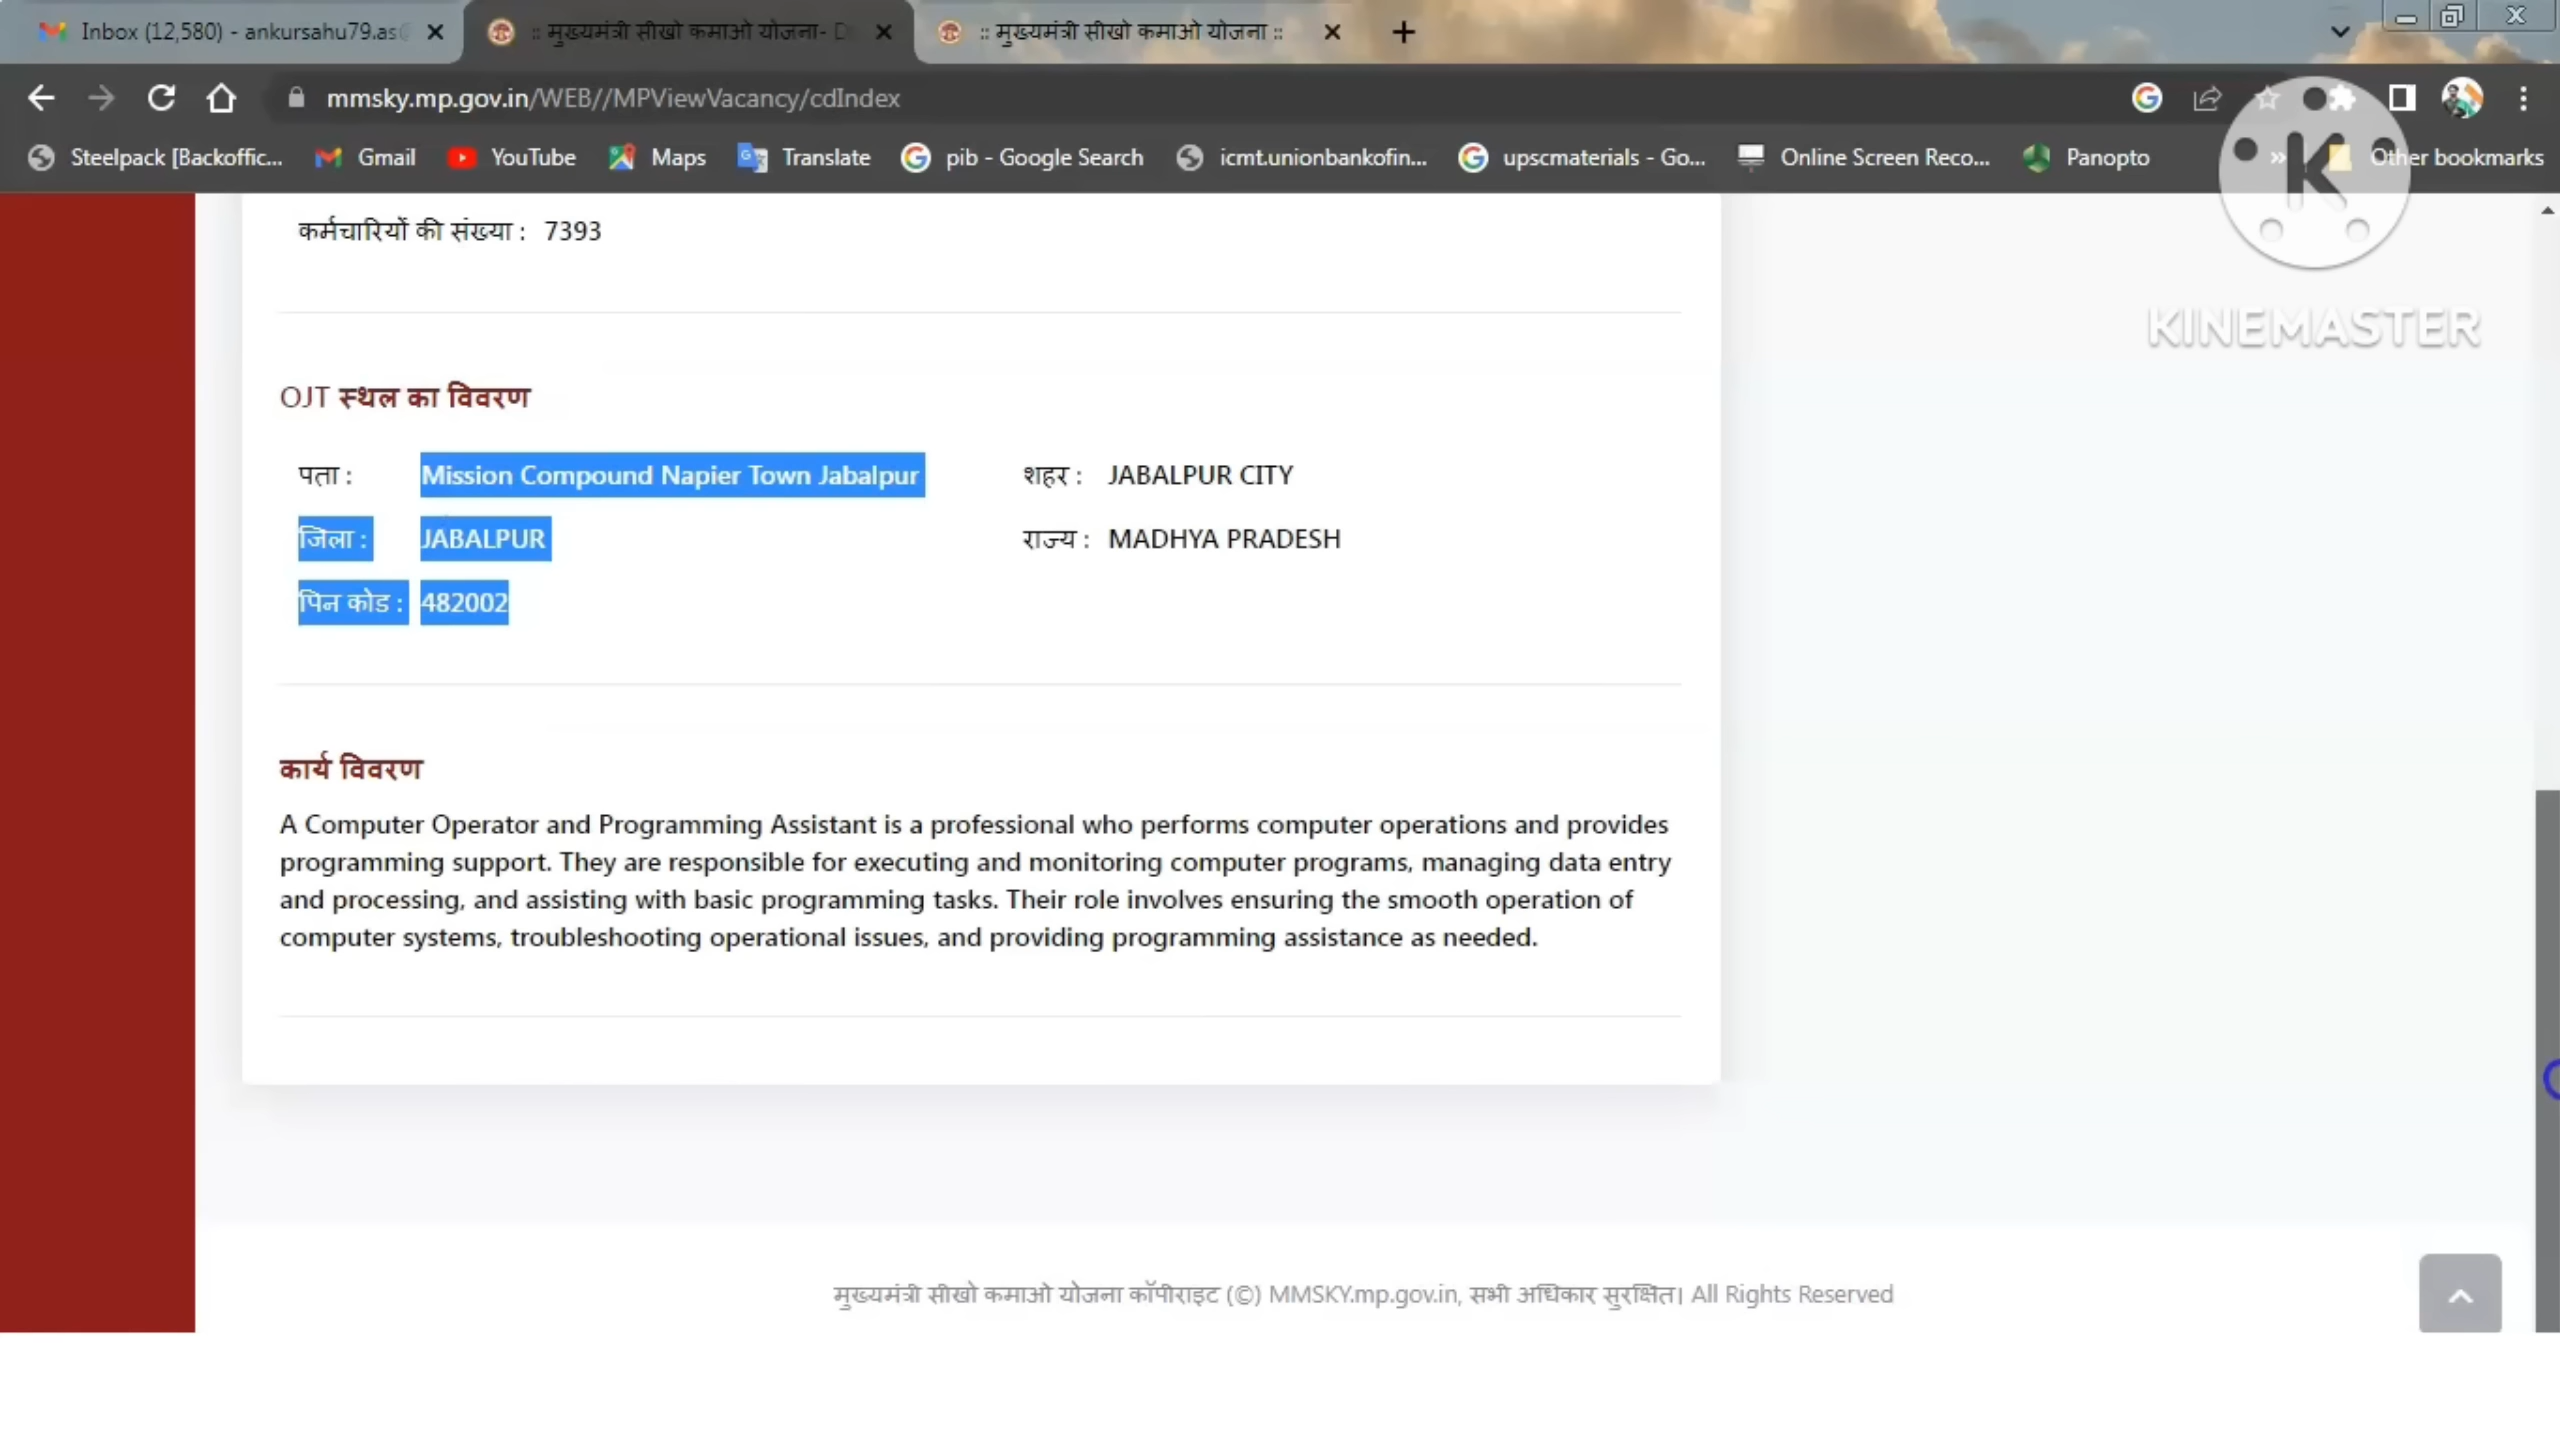 Inbox (12,580) - ankursahu79.as@
:: मुख्यमंत्री सीखो कमाओ योजना- D
:: मुख्यमंत्री सीखो कमाओ योजना ::
mmsky.mp.gov.in/WEB//MPViewVacancy/cdIndex
Steelpack [Backoffic... Gmail YouTube Maps Translate pib - Google Search icmt.unionbankofin... upscmaterials - Go... Online Screen Reco... Panopto » Other bookmarks
K
KINEMASTER
कर्मचारियों की संख्या : 7393
OJT स्थल का विवरण
पता : Mission Compound Napier Town Jabalpur शहर : JABALPUR CITY
जिला : JABALPUR राज्य : MADHYA PRADESH
पिन कोड : 482002
कार्य विवरण
A Computer Operator and Programming Assistant is a professional who performs computer operations and provides
programming support. They are responsible for executing and monitoring computer programs, managing data entry
and processing, and assisting with basic programming tasks. Their role involves ensuring the smooth operation of
computer systems, troubleshooting operational issues, and providing programming assistance as needed.
मुख्यमंत्री सीखो कमाओ योजना कॉपीराइट (©) MMSKY.mp.gov.in, सभी अधिकार सुरक्षित। All Rights Reserved